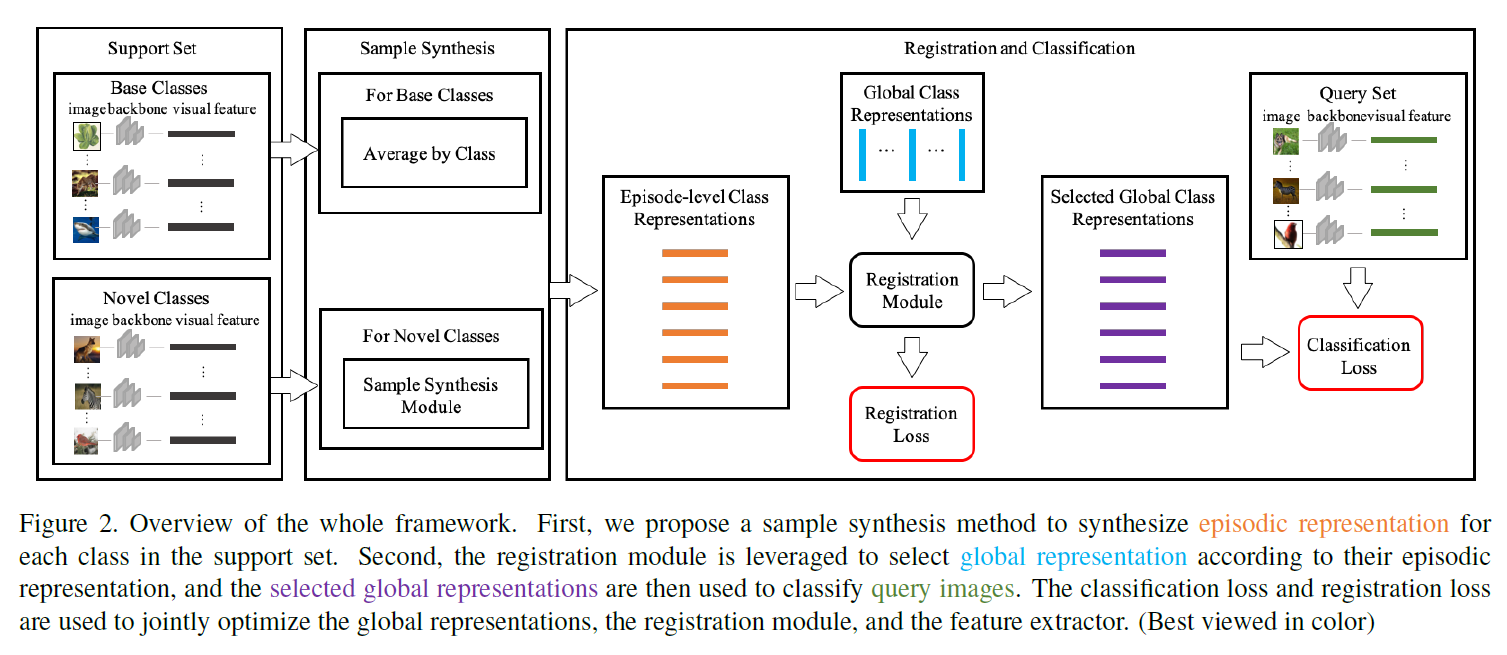 Support Set
Base Classes
image backbone visual feature
Novel Classes
image backbone visual feature
Sample Synthesis
For Base Classes
Average by Class
For Novel Classes
Sample Synthesis
Module
Registration and Classification
Episode-level Class
Representations
Global Class
Representations
Registration
Module
Registration
Loss
Selected Global Class
Representations
Query Set
image backbone visual feature
Classification
Loss
Figure 2. Overview of the whole framework. First, we propose a sample synthesis method to synthesize episodic representation for
each class in the support set. Second, the registration module is leveraged to select global representation according to their episodic
representation, and the selected global representations are then used to classify query images. The classification loss and registration loss
are used to jointly optimize the global representations, the registration module, and the feature extractor. (Best viewed in color)